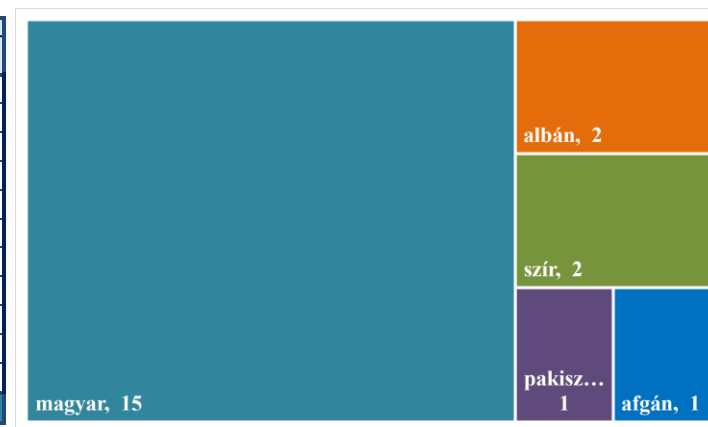 albán, 2
szír, 2
pakisz…
1
magyar, 15
afgán, 1